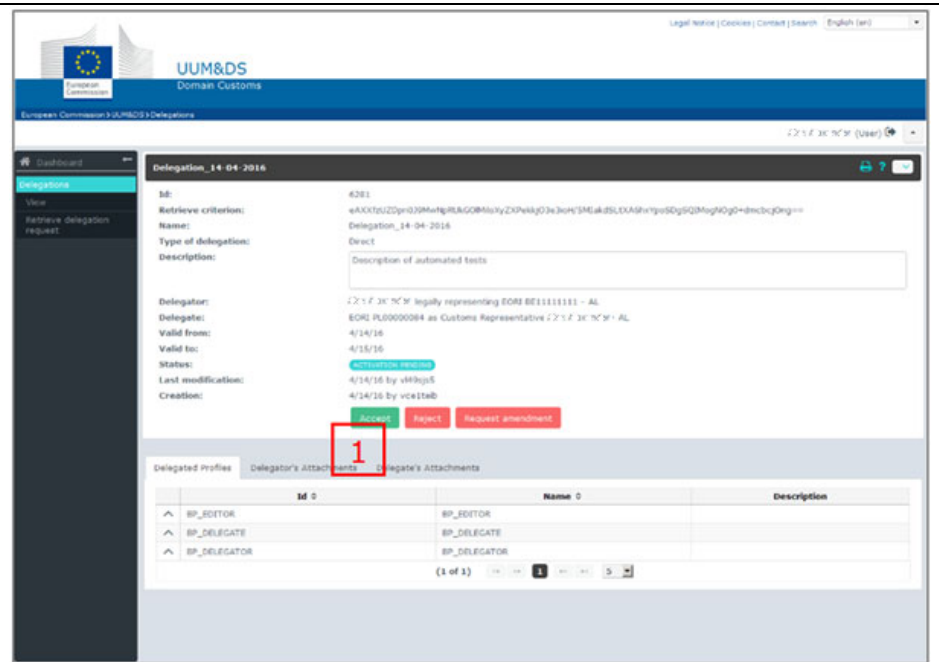 Legal Notice | Cookies | Contact | Search English (en)
UUM&DS
European
Commission
Domain Customs
European Commission > UUM&DS > Delegations
(User)
Dashboard
Delegation_14-04-2016
?
Delegations
View
Retrieve delegation
request
Id: 6281
Retrieve criterion:
Name: Delegation_14-04-2016
Type of delegation: Direct
Description: Description of automated tests
Delegator: legally representing EORI BE11111111 - AL
Delegate: EORI PL00000084 as Customs Representative - AL
Valid from: 4/14/16
Valid to: 4/15/16
Status: ACTIVATION PENDING
Last modification: 4/14/16 by
Creation: 4/14/16 by
Accept Reject Request amendment
1
Delegated Profiles Delegator's Attachments Delegate's Attachments
Id Name Description
BP_EDITOR BP_EDITOR
BP_DELEGATE BP_DELEGATE
BP_DELEGATOR BP_DELEGATOR
(1 of 1) 1 5